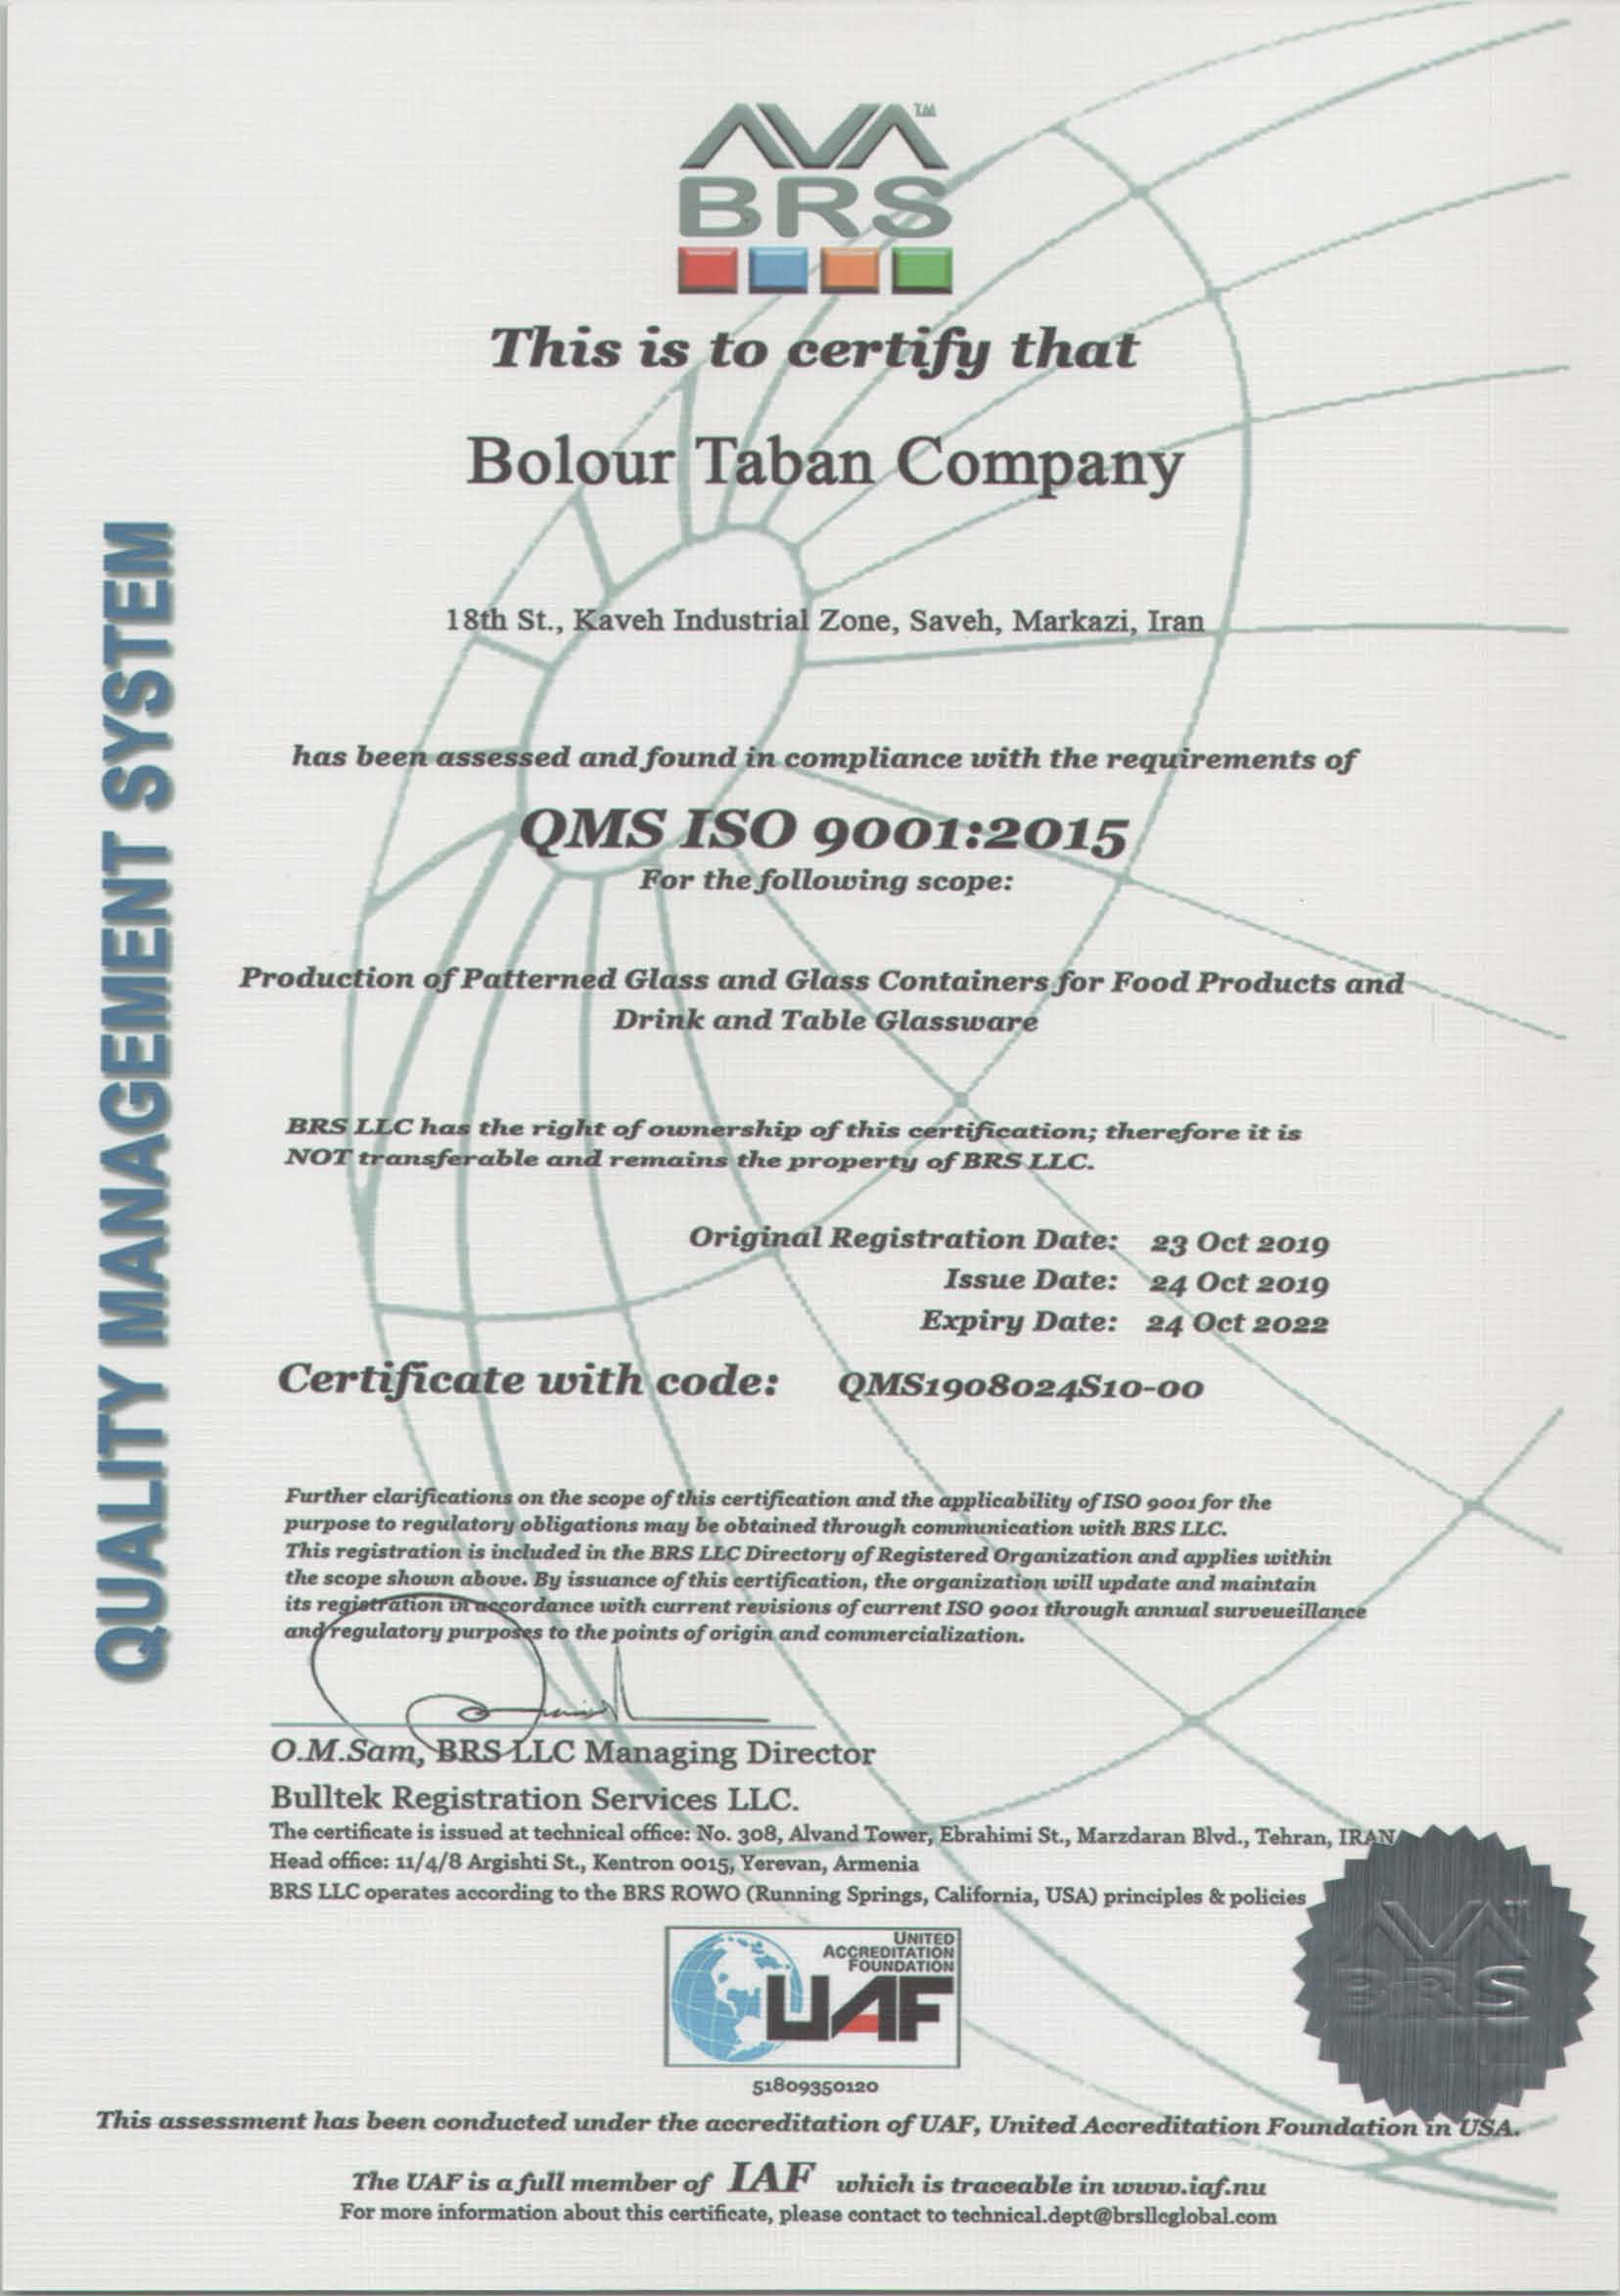 AVA™
BRS
This is to certify that
Bolour Taban Company
18th St., Kaveh Industrial Zone, Saveh, Markazi, Iran
has been assessed and found in compliance with the requirements of
QMS ISO 9001:2015
For the following scope:
Production of Patterned Glass and Glass Containers for Food Products and
Drink and Table Glassware
BRS LLC has the right of ownership of this certification; therefore it is
NOT transferable and remains the property of BRS LLC.
Original Registration Date: 23 Oct 2019
Issue Date: 24 Oct 2019
Expiry Date: 24 Oct 2022
Certificate with code: QMS1908024S10-00
Further clarifications on the scope of this certification and the applicability of ISO 9001 for the
purpose to regulatory obligations may be obtained through communication with BRS LLC.
This registration is included in the BRS LLC Directory of Registered Organization and applies within
the scope shown above. By issuance of this certification, the organization will update and maintain
its registration in accordance with current revisions of current ISO 9001 through annual surveueillance
and regulatory purposes to the points of origin and commercialization.
O.M.Sam, BRS LLC Managing Director
Bulltek Registration Services LLC.
The certificate is issued at technical office: No. 308, Alvand Tower, Ebrahimi St., Marzdaran Blvd., Tehran, IRAN
Head office: 11/4/8 Argishti St., Kentron 0015, Yerevan, Armenia
BRS LLC operates according to the BRS ROWO (Running Springs, California, USA) principles & policies
UNITED
ACCREDITATION
FOUNDATION
UAF
51809350120
AVA
BRS
This assessment has been conducted under the accreditation of UAF, United Accreditation Foundation in USA.
The UAF is a full member of IAF which is traceable in www.iaf.nu
For more information about this certificate, please contact to technical.dept@brsllcglobal.com
QUALITY MANAGEMENT SYSTEM